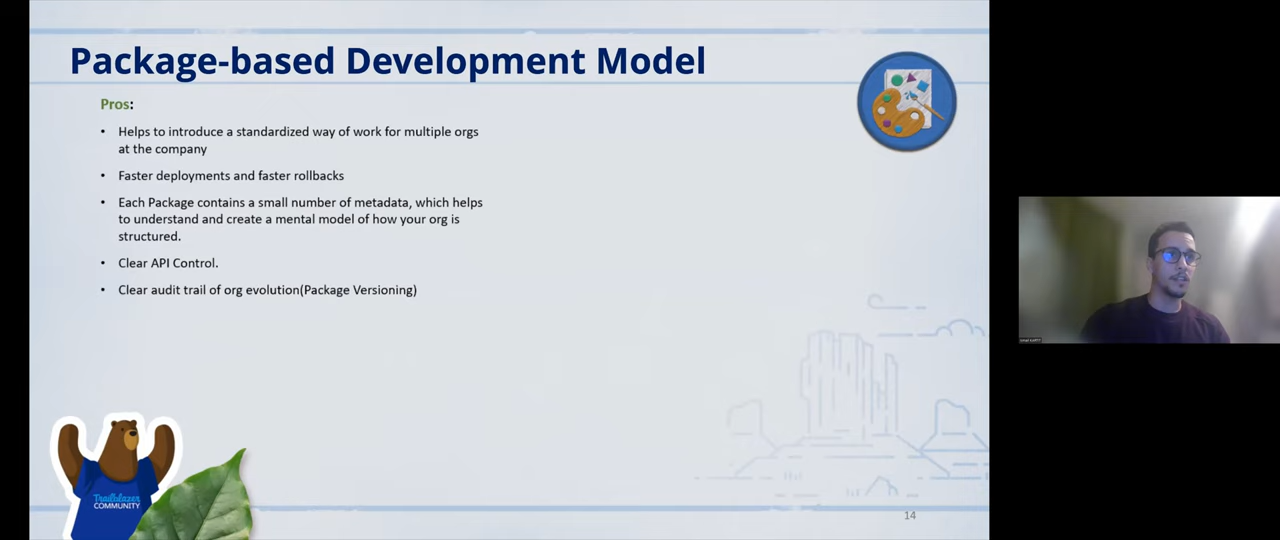 Package-based Development Model
Pros:
• Helps to introduce a standardized way of work for multiple orgs
at the company
• Faster deployments and faster rollbacks
• Each Package contains a small number of metadata, which helps
to understand and create a mental model of how your org is
structured.
• Clear API Control.
• Clear audit trail of org evolution(Package Versioning)
Trailblazer
COMMUNITY
14